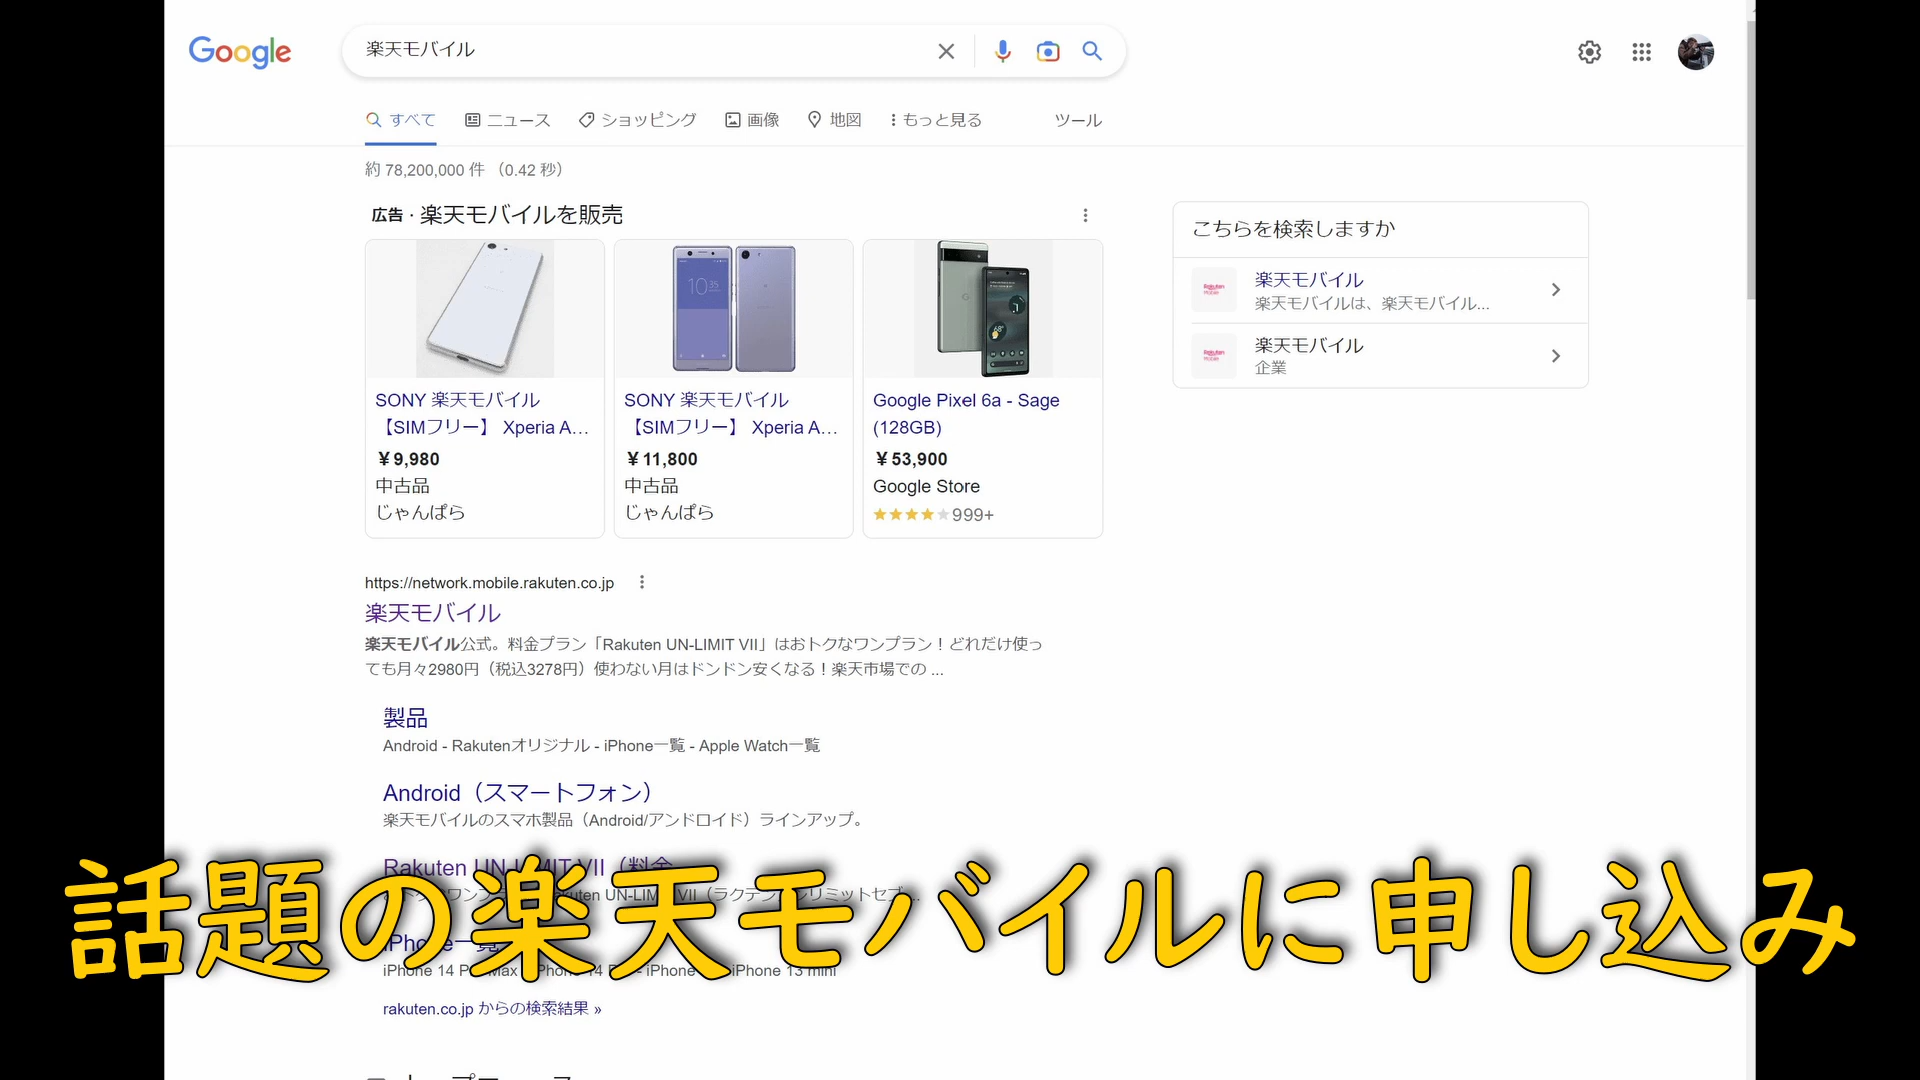 Google
楽天モバイル
すべて ニュース ショッピング 画像 地図 もっと見る ツール
約 78,200,000 件 （0.42 秒）
広告 · 楽天モバイルを販売
SONY 楽天モバイル
【SIMフリー】 Xperia A...
￥9,980
中古品
じゃんぱら
SONY 楽天モバイル
【SIMフリー】 Xperia A...
￥11,800
中古品
じゃんぱら
Google Pixel 6a - Sage
(128GB)
￥53,900
Google Store
999+
こちらを検索しますか
楽天モバイル
楽天モバイルは、楽天モバイル...
楽天モバイル
企業
https://network.mobile.rakuten.co.jp
楽天モバイル
楽天モバイル公式。料金プラン「Rakuten UN-LIMIT VII」はおトクなワンプラン！どれだけ使っ
ても月々2980円（税込3278円）使わない月はドンドン安くなる！楽天市場での ...
製品
Android - Rakutenオリジナル - iPhone一覧 - Apple Watch一覧
Android（スマートフォン）
楽天モバイルのスマホ製品（Android/アンドロイド）ラインアップ。
Rakuten UN-LIMIT VII（料金
話題の楽天モバイルに申し込み
iPhone一覧
rakuten.co.jp からの検索結果 »